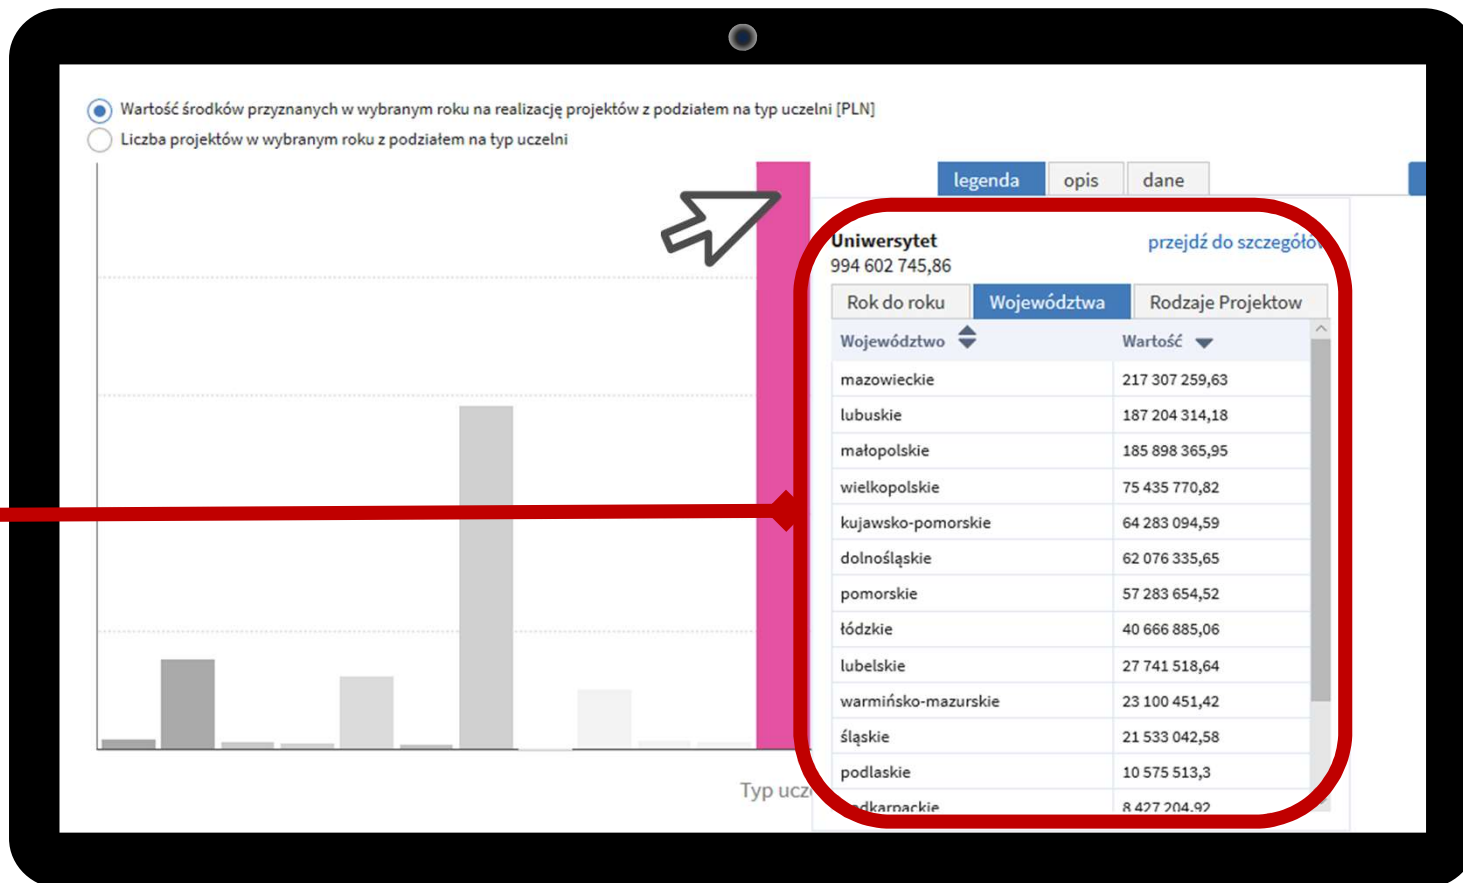 Wartość środków przyznanych w wybranym roku na realizację projektów z podziałem na typ uczelni [PLN]
Liczba projektów w wybranym roku z podziałem na typ uczelni
legenda opis dane
Uniwersytet przejdź do szczegółów
994 602 745,86
Rok do roku Województwa Rodzaje Projektow
Województwo Wartość
mazowieckie 217 307 259,63
lubuskie 187 204 314,18
małopolskie 185 898 365,95
wielkopolskie 75 435 770,82
kujawsko-pomorskie 64 283 094,59
dolnośląskie 62 076 335,65
pomorskie 57 283 654,52
łódzkie 40 666 885,06
lubelskie 27 741 518,64
warmińsko-mazurskie 23 100 451,42
śląskie 21 533 042,58
podlaskie 10 575 513,3
podkarpackie 8 427 204,92
Typ ucze